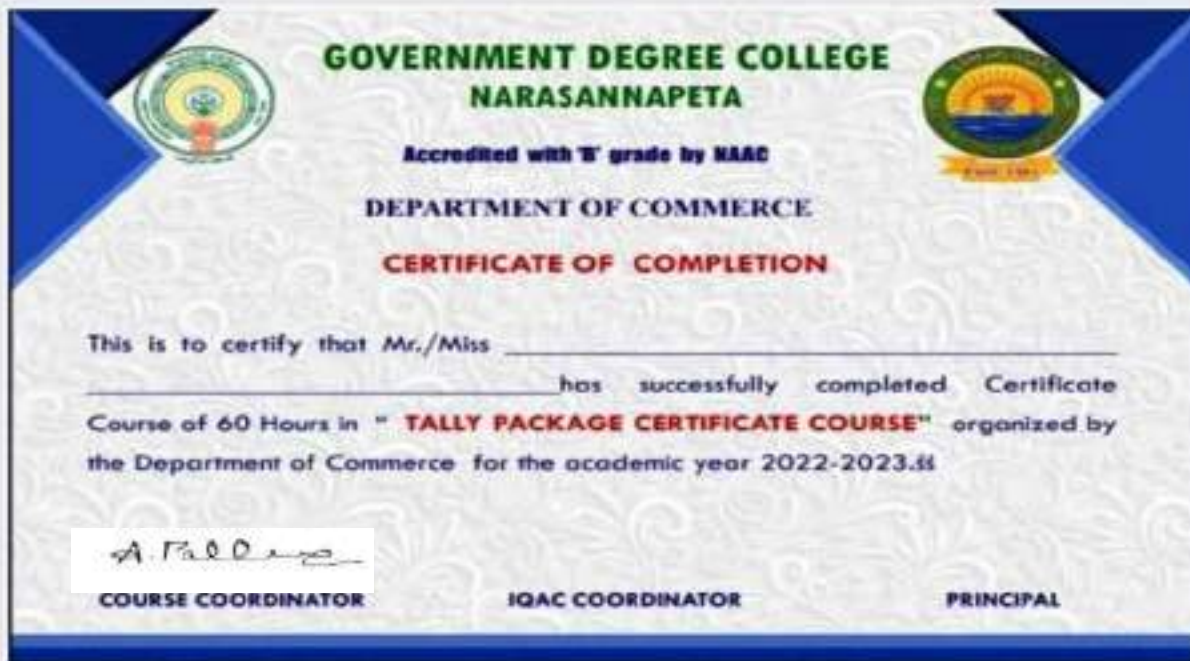 GOVERNMENT DEGREE COLLEGE
NARASANNAPETA
Accredited with 'B' grade by NAAC
DEPARTMENT OF COMMERCE
CERTIFICATE OF COMPLETION
This is to certify that Mr./Miss
has successfully completed Certificate
Course of 60 Hours in " TALLY PACKAGE CERTIFICATE COURSE" organized by
the Department of Commerce for the academic year 2022-2023.
COURSE COORDINATOR IQAC COORDINATOR PRINCIPAL